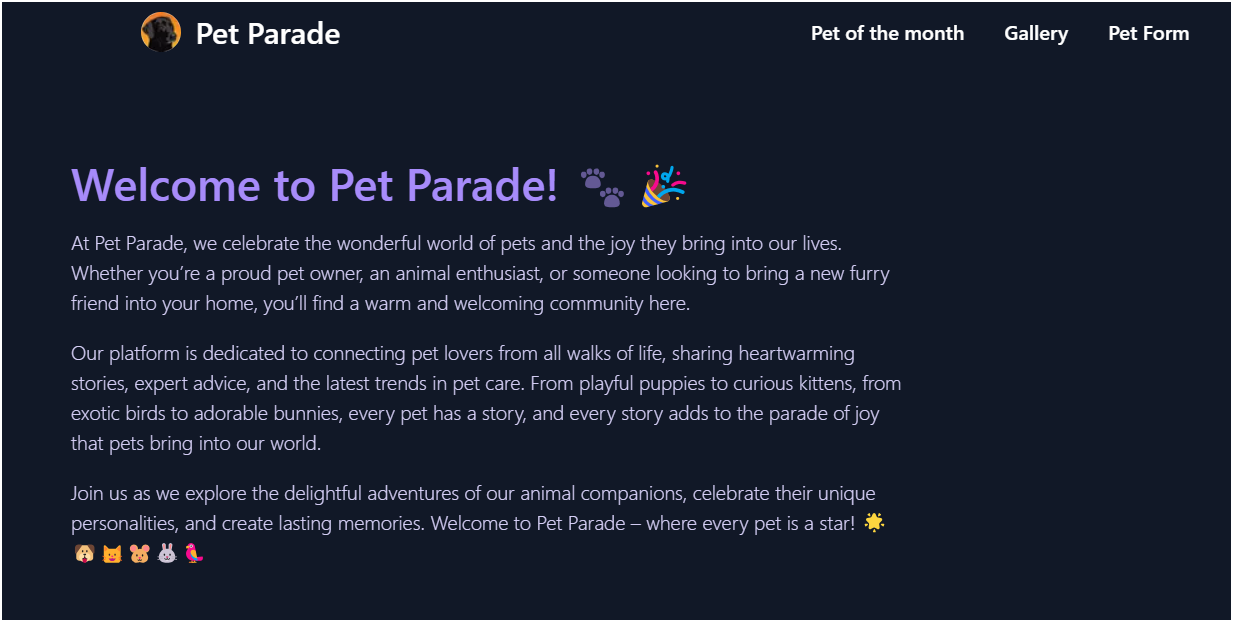 Pet Parade
Pet of the month
Gallery
Pet Form
Welcome to Pet Parade! 🐾 🎉
At Pet Parade, we celebrate the wonderful world of pets and the joy they bring into our lives.
Whether you’re a proud pet owner, an animal enthusiast, or someone looking to bring a new furry
friend into your home, you’ll find a warm and welcoming community here.
Our platform is dedicated to connecting pet lovers from all walks of life, sharing heartwarming
stories, expert advice, and the latest trends in pet care. From playful puppies to curious kittens, from
exotic birds to adorable bunnies, every pet has a story, and every story adds to the parade of joy
that pets bring into our world.
Join us as we explore the delightful adventures of our animal companions, celebrate their unique
personalities, and create lasting memories. Welcome to Pet Parade – where every pet is a star! 🌟
🐶 🐱 🐭 🐰 🦜